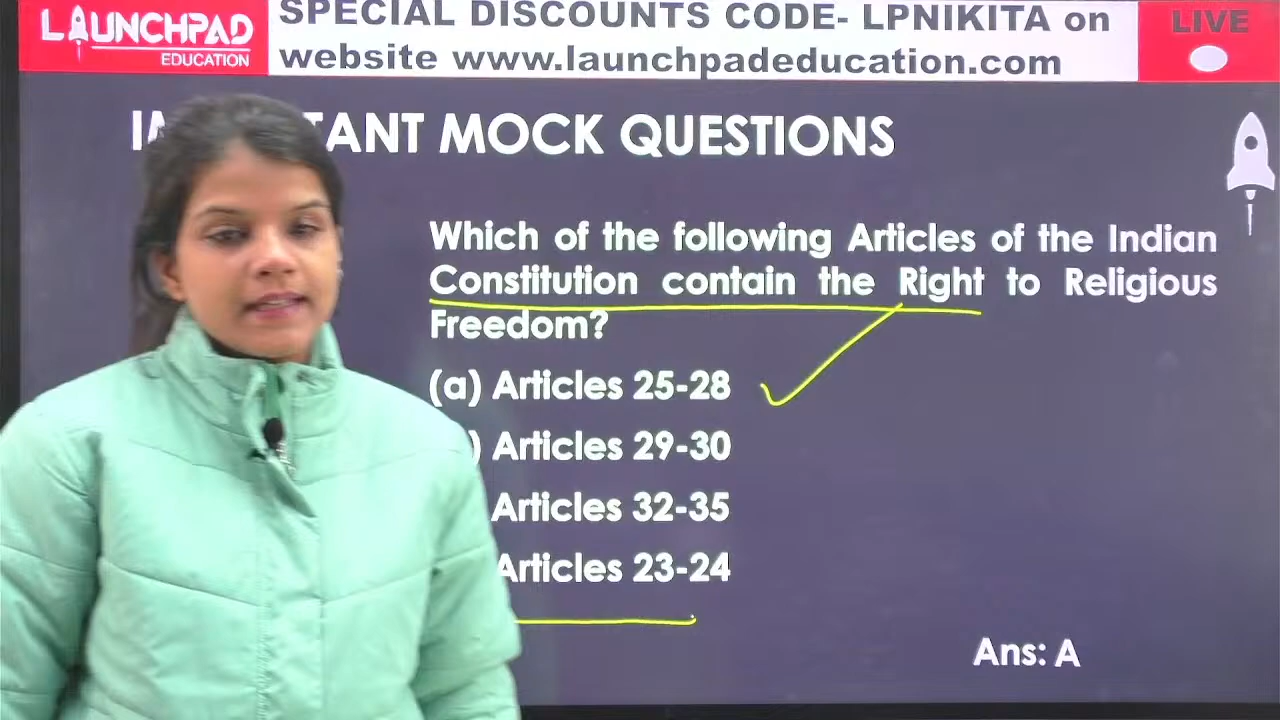 LAUNCHPAD
EDUCATION
SPECIAL DISCOUNTS CODE- LPNIKITA on
website www.launchpadeducation.com
LIVE
MOCK QUESTIONS
Which of the following Articles of the Indian
Constitution contain the Right to Religious
Freedom?
(a) Articles 25-28
) Articles 29-30
Articles 32-35
Articles 23-24
Ans: A